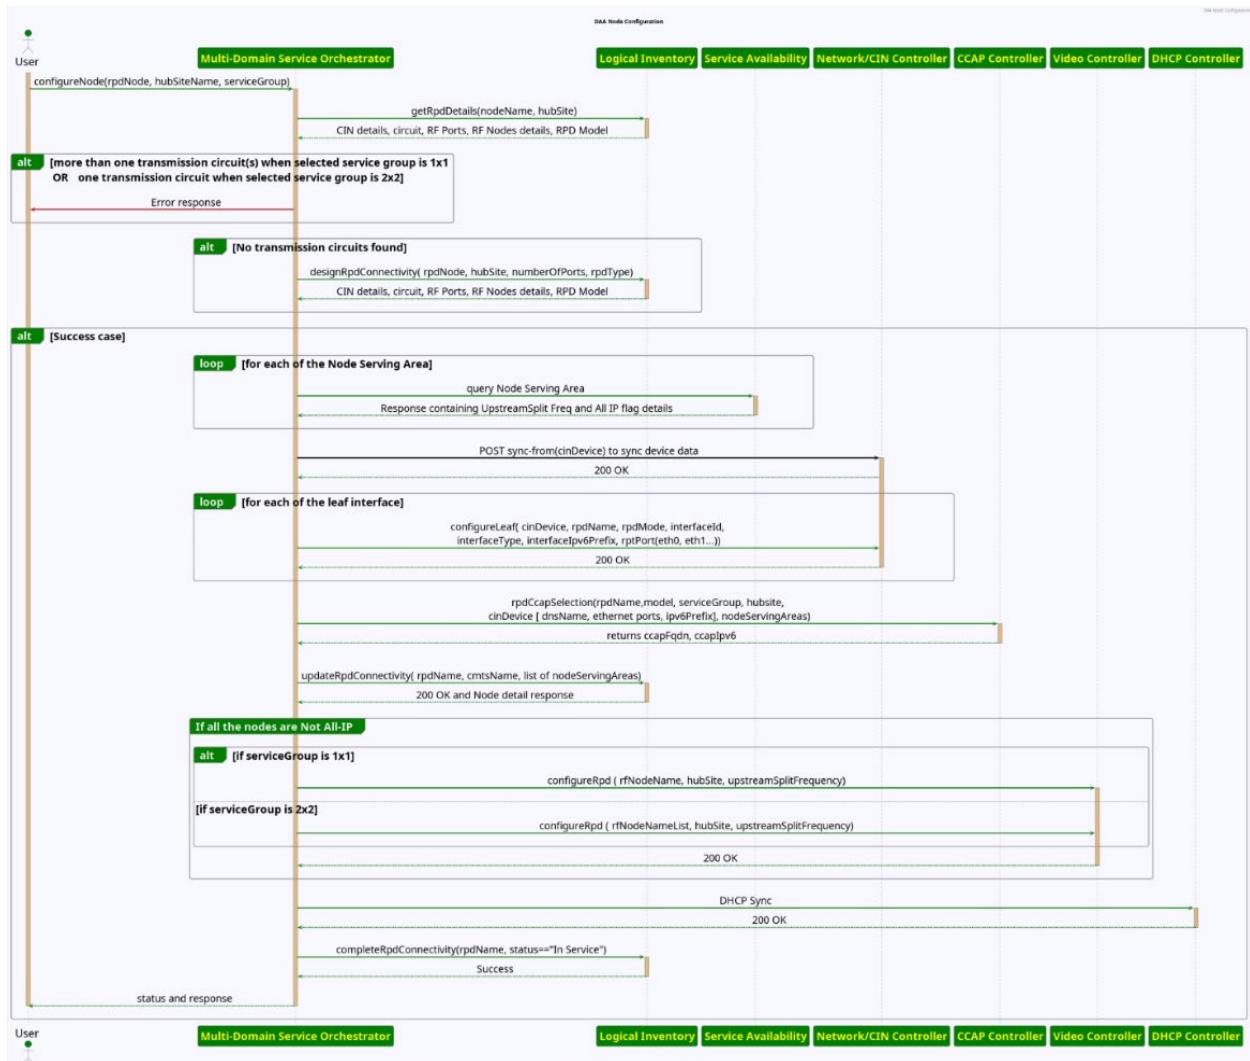 DAA Node Configuration
DAA Node Configuration
User
Multi-Domain Service Orchestrator
Logical Inventory
Service Availability
Network/CIN Controller
CCAP Controller
Video Controller
DHCP Controller
configureNode(rpdNode, hubSiteName, serviceGroup)
getRpdDetails(nodeName, hubSite)
CIN details, circuit, RF Ports, RF Nodes details, RPD Model
alt [more than one transmission circuit(s) when selected service group is 1x1
OR one transmission circuit when selected service group is 2x2]
Error response
alt [No transmission circuits found]
designRpdConnectivity( rpdNode, hubSite, numberOfPorts, rpdType)
CIN details, circuit, RF Ports, RF Nodes details, RPD Model
alt [Success case]
loop [for each of the Node Serving Area]
query Node Serving Area
Response containing UpstreamSplit Freq and All IP flag details
POST sync-from(cinDevice) to sync device data
200 OK
loop [for each of the leaf interface]
configureLeaf( cinDevice, rpdName, rpdMode, interfaceId,
interfaceType, interfaceIpv6Prefix, rptPort(eth0, eth1...))
200 OK
rpdCcapSelection(rpdName,model, serviceGroup, hubsite,
cinDevice [ dnsName, ethernet ports, ipv6Prefix], nodeServingAreas)
returns ccapFqdn, ccapIpv6
updateRpdConnectivity( rpdName, cmtsName, list of nodeServingAreas)
200 OK and Node detail response
If all the nodes are Not All-IP
alt [if serviceGroup is 1x1]
configureRpd ( rfNodeName, hubSite, upstreamSplitFrequency)
[if serviceGroup is 2x2]
configureRpd ( rfNodeNameList, hubSite, upstreamSplitFrequency)
200 OK
DHCP Sync
200 OK
completeRpdConnectivity(rpdName, status=="In Service")
Success
status and response
User
Multi-Domain Service Orchestrator
Logical Inventory
Service Availability
Network/CIN Controller
CCAP Controller
Video Controller
DHCP Controller